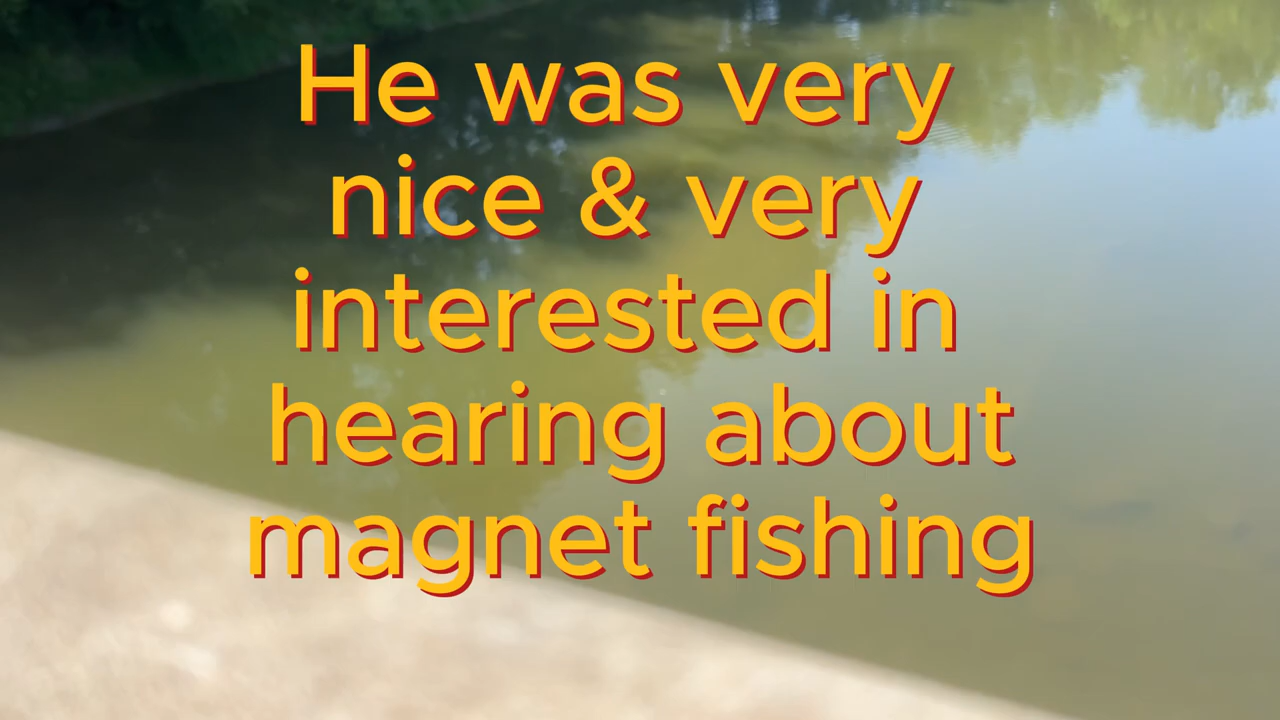 He was very
nice & very
interested in
hearing about
magnet fishing